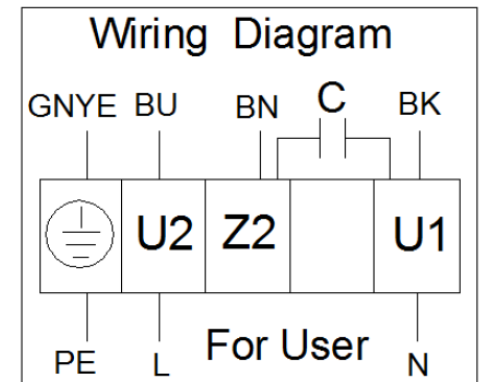 Wiring Diagram
GNYE BU BN C BK
U2 Z2 U1
PE L For User N